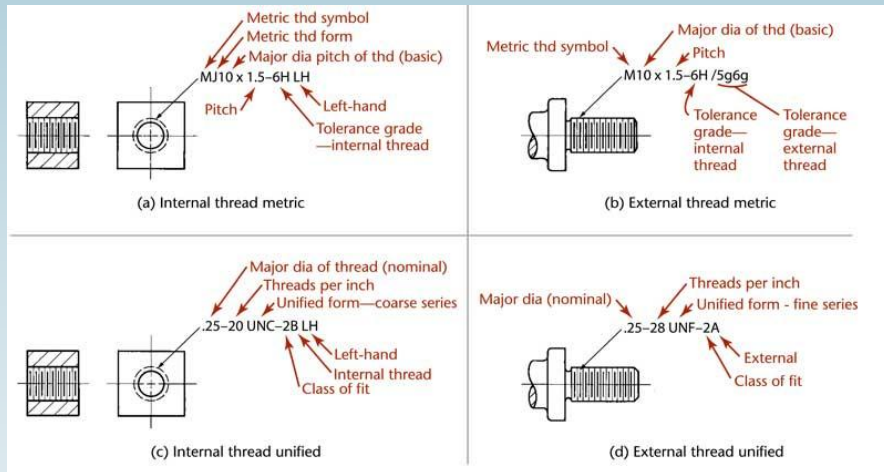 Metric thd symbol
Metric thd form
Major dia pitch of thd (basic)
MJ10 x 1.5–6H LH
Pitch
Left-hand
Tolerance grade
—internal thread
(a) Internal thread metric
Major dia of thd (basic)
Metric thd symbol
Pitch
M10 x 1.5–6H /5g6g
Tolerance
grade—
internal
thread
Tolerance
grade—
external
thread
(b) External thread metric
Major dia of thread (nominal)
Threads per inch
Unified form—coarse series
.25–20 UNC–2B LH
Left-hand
Internal thread
Class of fit
(c) Internal thread unified
Threads per inch
Major dia (nominal)
Unified form - fine series
.25–28 UNF–2A
External
Class of fit
(d) External thread unified